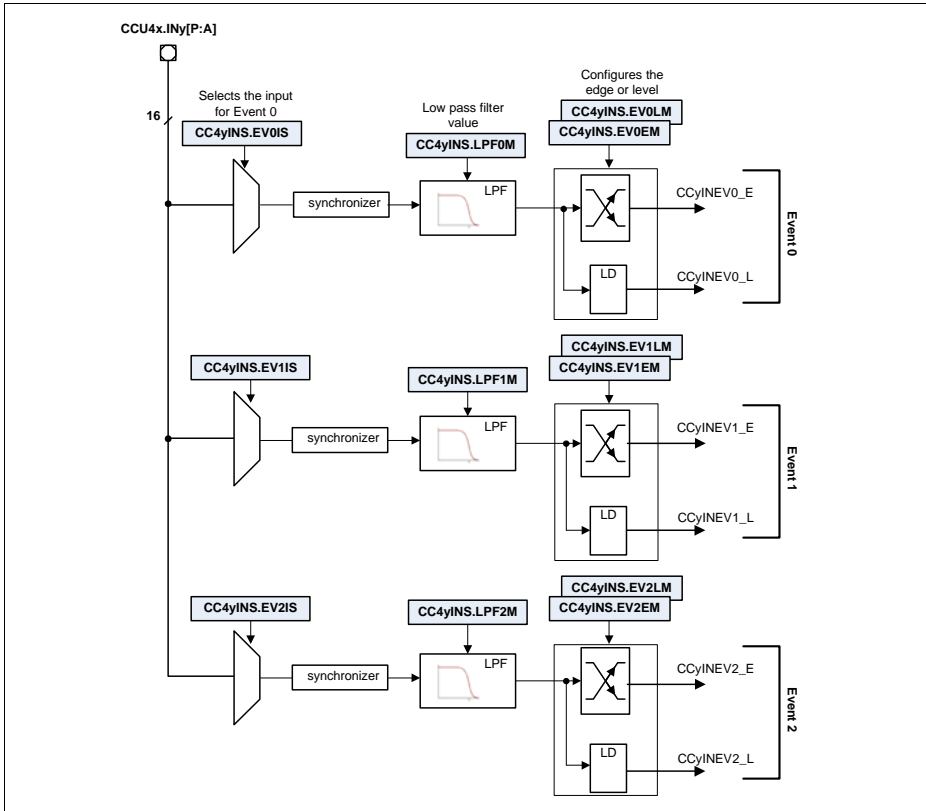 CCU4x.INy[P:A]
16
Selects the input
for Event 0
CC4yINS.EV0IS
synchronizer
Low pass filter
value
CC4yINS.LPF0M
LPF
Configures the
edge or level
CC4yINS.EV0LM
CC4yINS.EV0EM
LD
CCyINEV0_E
CCyINEV0_L
Event 0
CC4yINS.EV1IS
synchronizer
CC4yINS.LPF1M
LPF
CC4yINS.EV1LM
CC4yINS.EV1EM
LD
CCyINEV1_E
CCyINEV1_L
Event 1
CC4yINS.EV2IS
synchronizer
CC4yINS.LPF2M
LPF
CC4yINS.EV2LM
CC4yINS.EV2EM
LD
CCyINEV2_E
CCyINEV2_L
Event 2